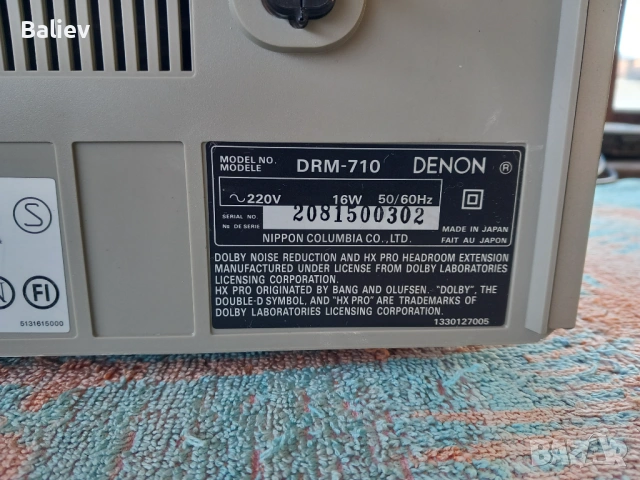 Baliev
MODEL NO.
MODELE
DRM-710
DENON ®
~220V 16W 50/60Hz
SERIAL NO
No DE SERIE
2081500302
MADE IN JAPAN
FAIT AU JAPON
NIPPON COLUMBIA CO., LTD.
DOLBY NOISE REDUCTION AND HX PRO HEADROOM EXTENSION
MANUFACTURED UNDER LICENSE FROM DOLBY LABORATORIES
LICENSING CORPORATION.
HX PRO ORIGINATED BY BANG AND OLUFSEN. "DOLBY", THE
DOUBLE-D SYMBOL, AND "HX PRO" ARE TRADEMARKS OF
DOLBY LABORATORIES LICENSING CORPORATION.
1330127005
S
N FI
5131615000
BAZAR